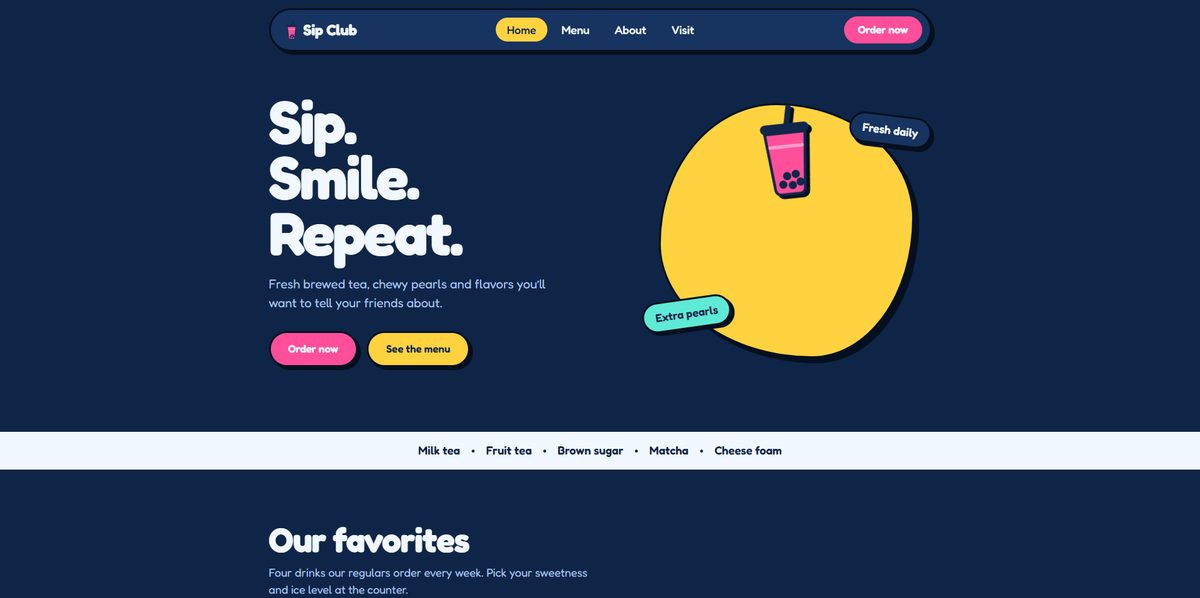 Sip Club
Home
Menu
About
Visit
Order now
Sip.
Smile.
Repeat.
Fresh brewed tea, chewy pearls and flavors you'll
want to tell your friends about.
Order now
See the menu
Fresh daily
Extra pearls
Milk tea • Fruit tea • Brown sugar • Matcha • Cheese foam
Our favorites
Four drinks our regulars order every week. Pick your sweetness
and ice level at the counter.